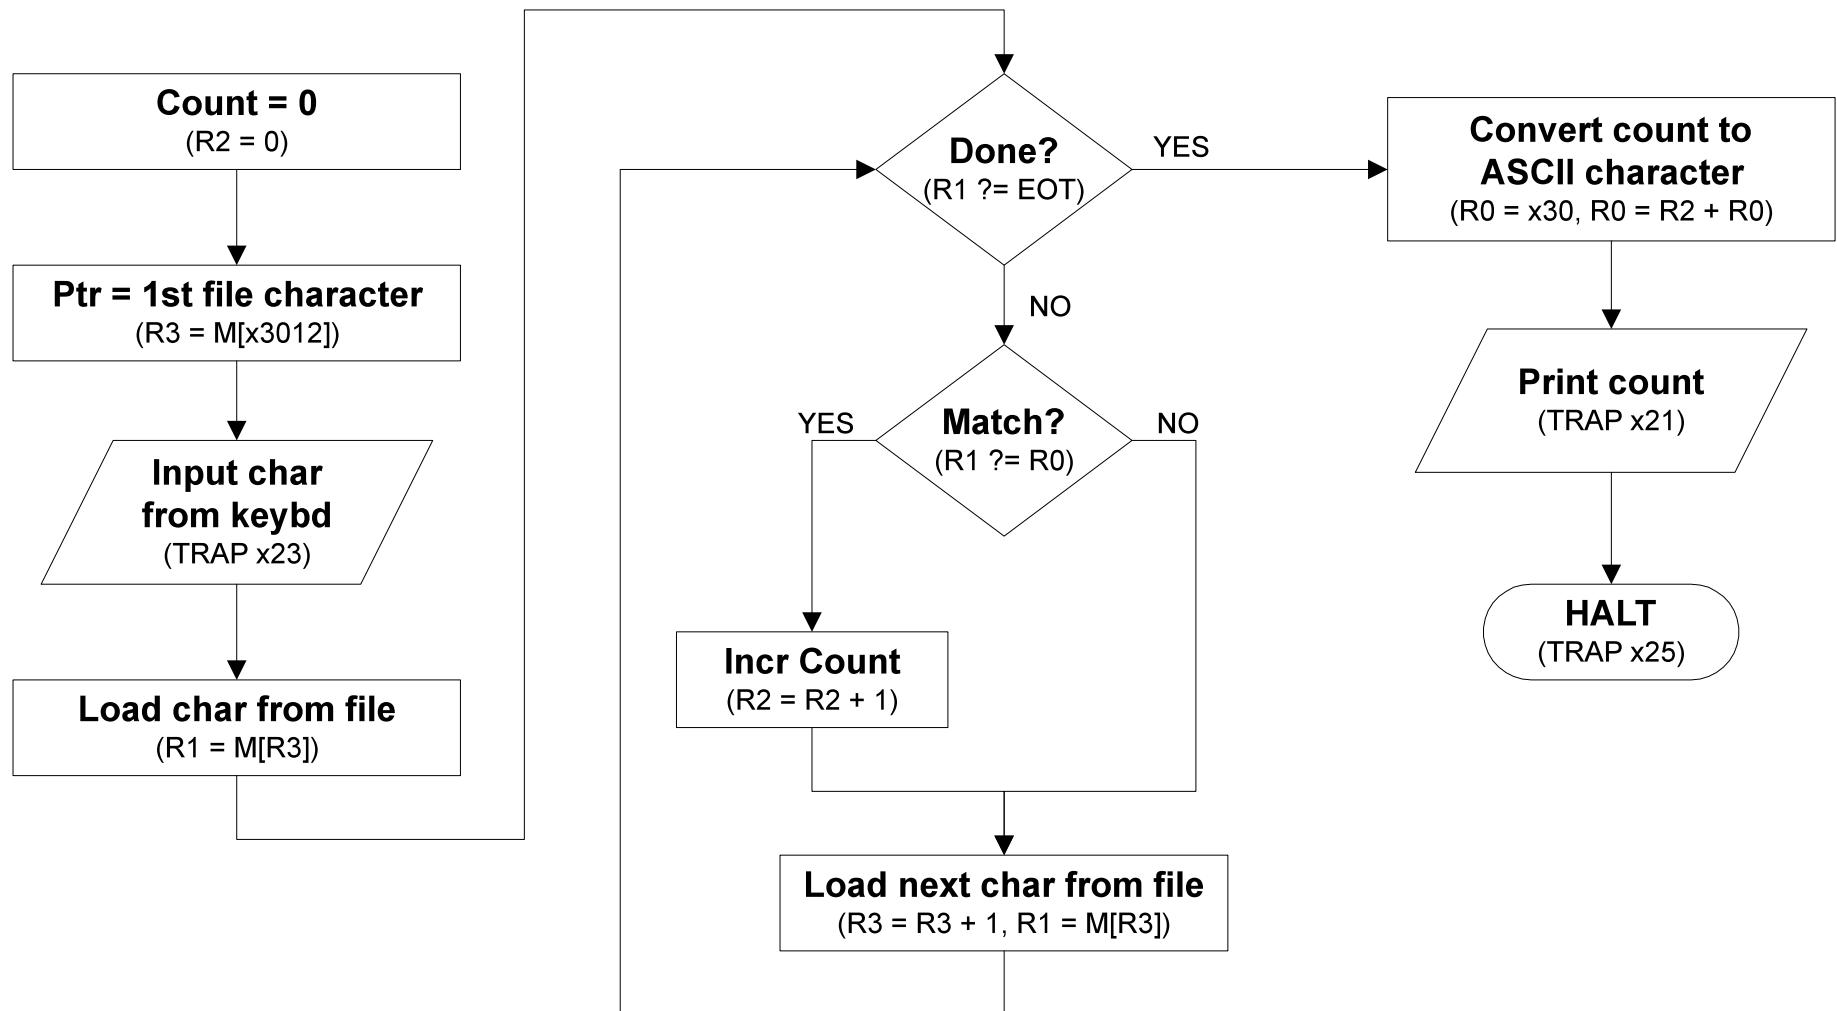 Count = 0
(R2 = 0)
Ptr = 1st file character
(R3 = M[x3012])
Input char
from keybd
(TRAP x23)
Load char from file
(R1 = M[R3])
Done?
(R1 ?= EOT)
YES
NO
Match?
(R1 ?= R0)
YES
NO
Incr Count
(R2 = R2 + 1)
Load next char from file
(R3 = R3 + 1, R1 = M[R3])
Convert count to
ASCII character
(R0 = x30, R0 = R2 + R0)
Print count
(TRAP x21)
HALT
(TRAP x25)